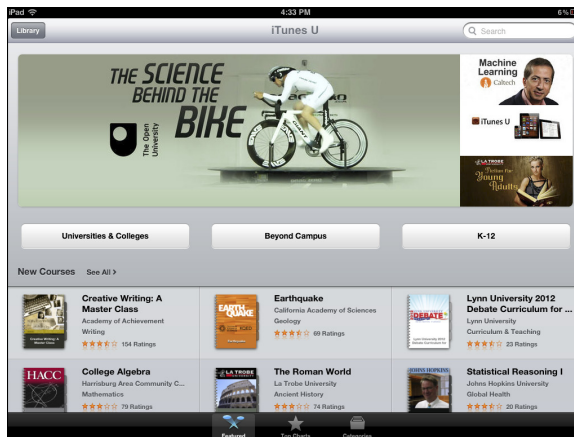 iPad
4:33 PM
6%
Library
iTunes U
Search
THE SCIENCE
BEHIND THE
BIKE
The Open
University
Machine
Learning
Caltech
iTunes U
LA TROBE
Fiction for
Young
Adults
Universities & Colleges
Beyond Campus
K-12
New Courses
See All >
Creative Writing: A
Master Class
Academy of Achievement
Writing
154 Ratings
EARTH
QUAKE
Earthquake
California Academy of Sciences
Geology
69 Ratings
DEBATE
Lynn University 2012
Debate Curriculum for ...
Lynn University
Curriculum & Teaching
23 Ratings
HACC
College Algebra
Harrisburg Area Community C...
Mathematics
79 Ratings
LA TROBE
UNIVERSITY
The Roman World
La Trobe University
Ancient History
74 Ratings
JOHNS HOPKINS
Statistical Reasoning I
Johns Hopkins University
Global Health
20 Ratings
Featured
Top Charts
Categories